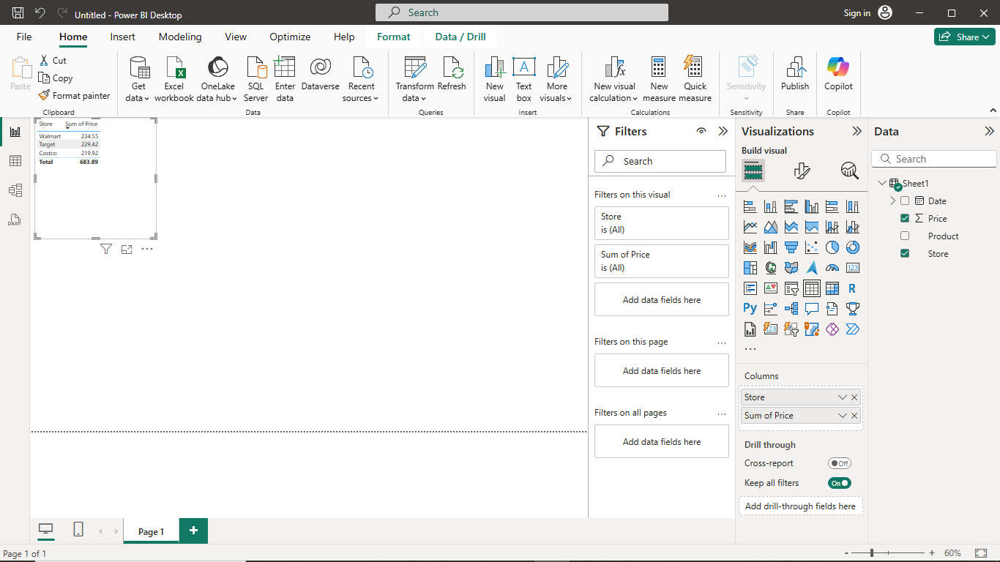 Untitled - Power BI Desktop
Search
Sign in
File
Home
Insert
Modeling
View
Optimize
Help
Format
Data / Drill
Share
Paste
Cut
Copy
Format painter
Clipboard
Get data
Excel workbook
OneLake data hub
SQL Server
Enter data
Dataverse
Recent sources
Data
Transform data
Refresh
Queries
New visual
Text box
More visuals
Insert
New visual calculation
New measure
Quick measure
Calculations
Sensitivity
Sensitivity
Publish
Share
Copilot
Copilot
Store Sum of Price
Walmart 234.55
Target 229.42
Costco 219.92
Total 683.89
Filters
Search
Filters on this visual
Store
is (All)
Sum of Price
is (All)
Add data fields here
Filters on this page
Add data fields here
Filters on all pages
Add data fields here
Visualizations
Build visual
123
R
Py
123
Columns
Store
Sum of Price
Drill through
Cross-report
Off
Keep all filters
On
Add drill-through fields here
Data
Search
Sheet1
Date
Price
Product
Store
DAX
Page 1
Page 1 of 1
60%